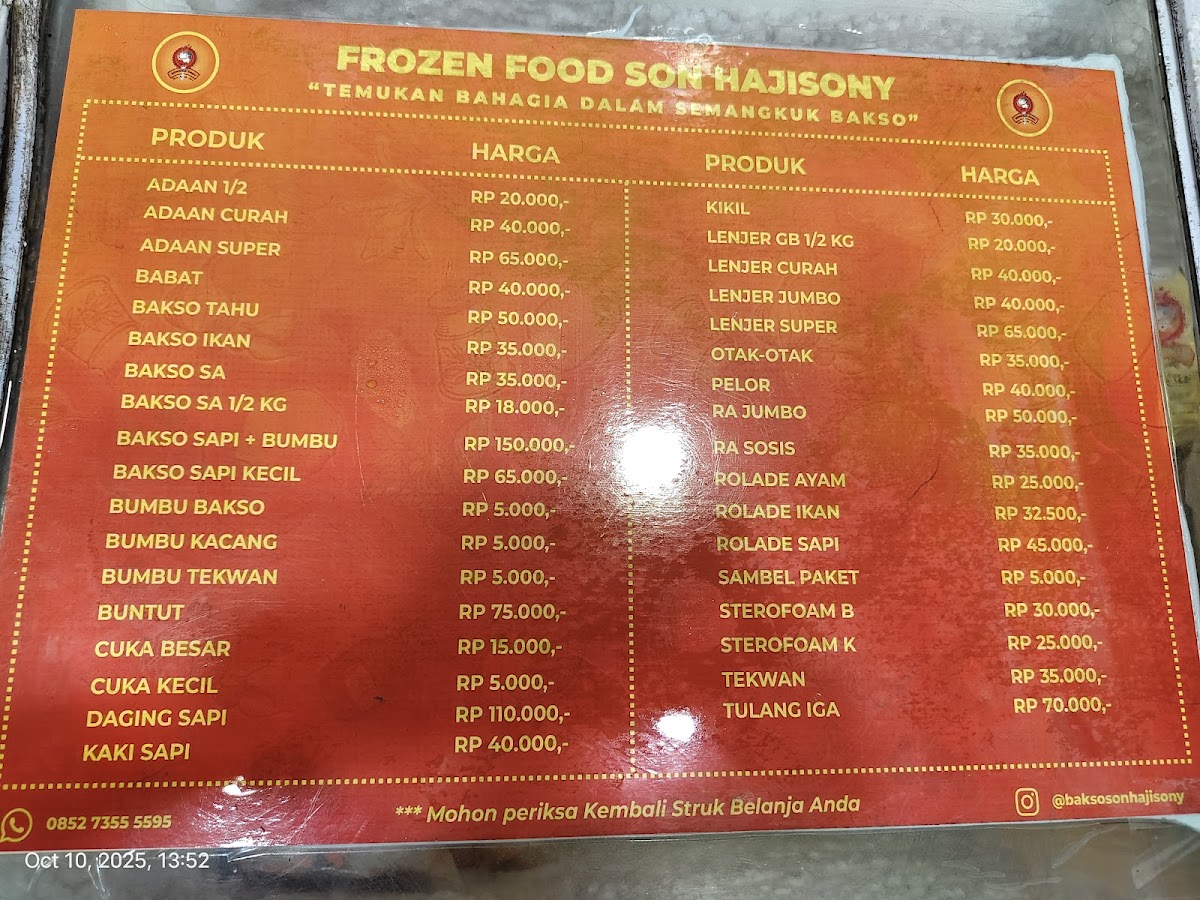 FROZEN FOOD SON HAJISONY
"TEMUKAN BAHAGIA DALAM SEMANGKUK BAKSO"
PRODUK HARGA
ADAAN 1/2 RP 20.000,-
ADAAN CURAH RP 40.000,-
ADAAN SUPER RP 65.000,-
BABAT RP 40.000,-
BAKSO TAHU RP 50.000,-
BAKSO IKAN RP 35.000,-
BAKSO SA RP 35.000,-
BAKSO SA 1/2 KG RP 18.000,-
BAKSO SAPI + BUMBU RP 150.000,-
BAKSO SAPI KECIL RP 65.000,-
BUMBU BAKSO RP 5.000,-
BUMBU KACANG RP 5.000,-
BUMBU TEKWAN RP 5.000,-
BUNTUT RP 75.000,-
CUKA BESAR RP 15.000,-
CUKA KECIL RP 5.000,-
DAGING SAPI RP 110.000,-
KAKI SAPI RP 40.000,-
PRODUK HARGA
KIKIL RP 30.000,-
LENJER GB 1/2 KG RP 20.000,-
LENJER CURAH RP 40.000,-
LENJER JUMBO RP 40.000,-
LENJER SUPER RP 65.000,-
OTAK-OTAK RP 35.000,-
PELOR RP 40.000,-
RA JUMBO RP 50.000,-
RA SOSIS RP 35.000,-
ROLADE AYAM RP 25.000,-
ROLADE IKAN RP 32.500,-
ROLADE SAPI RP 45.000,-
SAMBEL PAKET RP 5.000,-
STEROFOAM B RP 30.000,-
STEROFOAM K RP 25.000,-
TEKWAN RP 35.000,-
TULANG IGA RP 70.000,-
0852 7355 5595
*** Mohon periksa Kembali Struk Belanja Anda
@baksosonhajisony
Oct 10, 2025, 13:52